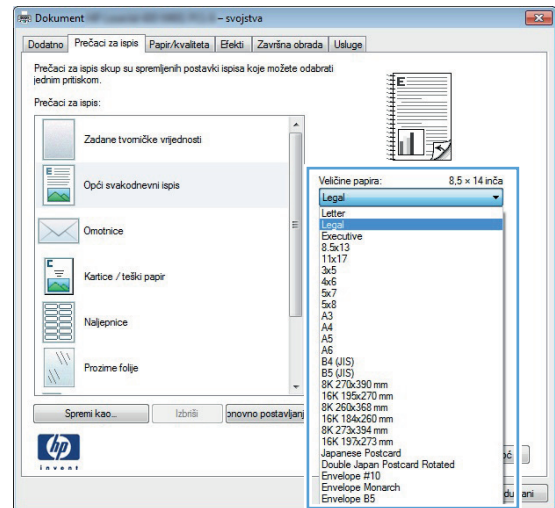 Dokument
– svojstva
Dodatno Prečaci za ispis Papir/kvaliteta Efekti Završna obrada Usluge
Prečaci za ispis skup su spremljenih postavki ispisa koje možete odabrati
jednim pritiskom.
Prečaci za ispis:
Zadane tvorničke vrijednosti
Opći svakodnevni ispis
Omotnice
Kartice / teški papir
Naljepnice
Prozirne folije
E
Veličine papira: 8,5 × 14 inča
Legal
Letter
Legal
Executive
8.5x13
11x17
3x5
4x6
5x7
5x8
A3
A4
A5
A6
B4 (JIS)
B5 (JIS)
8K 270x390 mm
16K 195x270 mm
8K 260x368 mm
16K 184x260 mm
8K 273x394 mm
16K 197x273 mm
Japanese Postcard
Double Japan Postcard Rotated
Envelope #10
Envelope Monarch
Envelope B5
Spremi kao... Izbriši onovno postavljanj
hp
invent